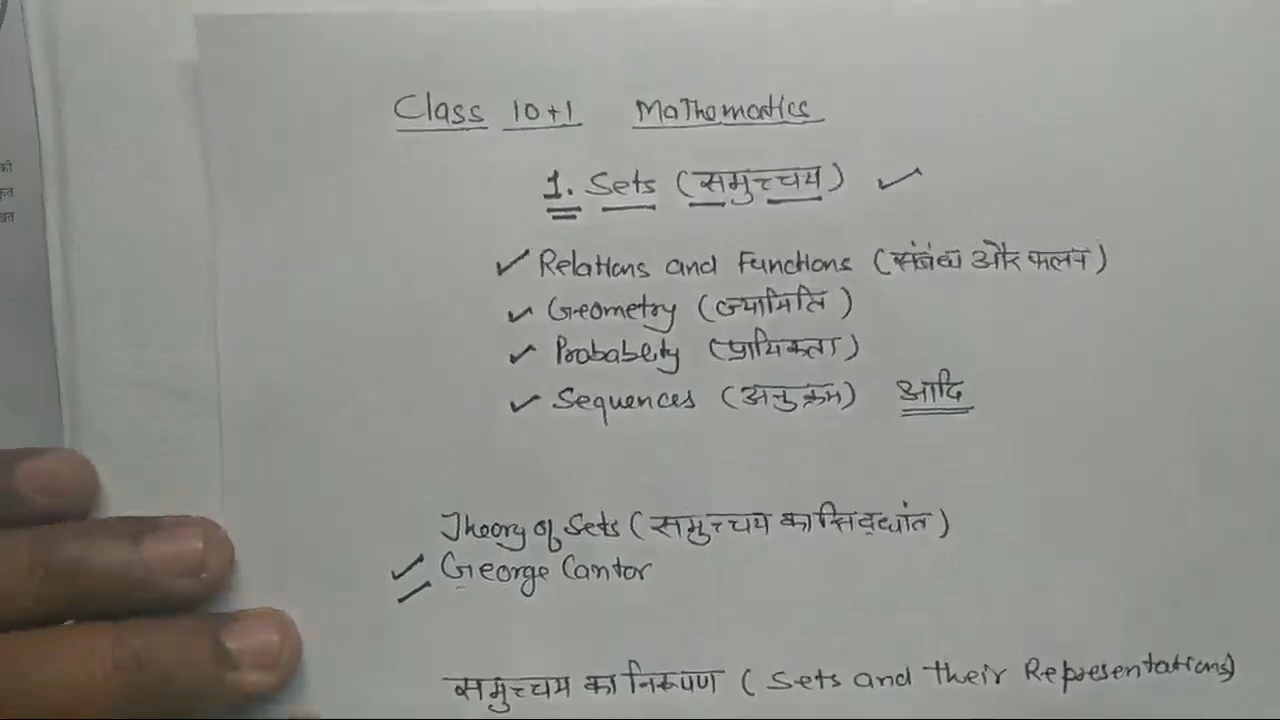 की
कृत
Class 10+1 Mathematics
1. Sets (समुच्चय)
Relations and Functions (संबंध और फलन)
Geometry (ज्यामिति)
Probabelity (प्रायिकता)
Sequences (अनुक्रम) आदि
Theory of Sets (समुच्चय का सिद्धांत)
George Cantor
समुच्चय का निरूपण ( Sets and their Representations)